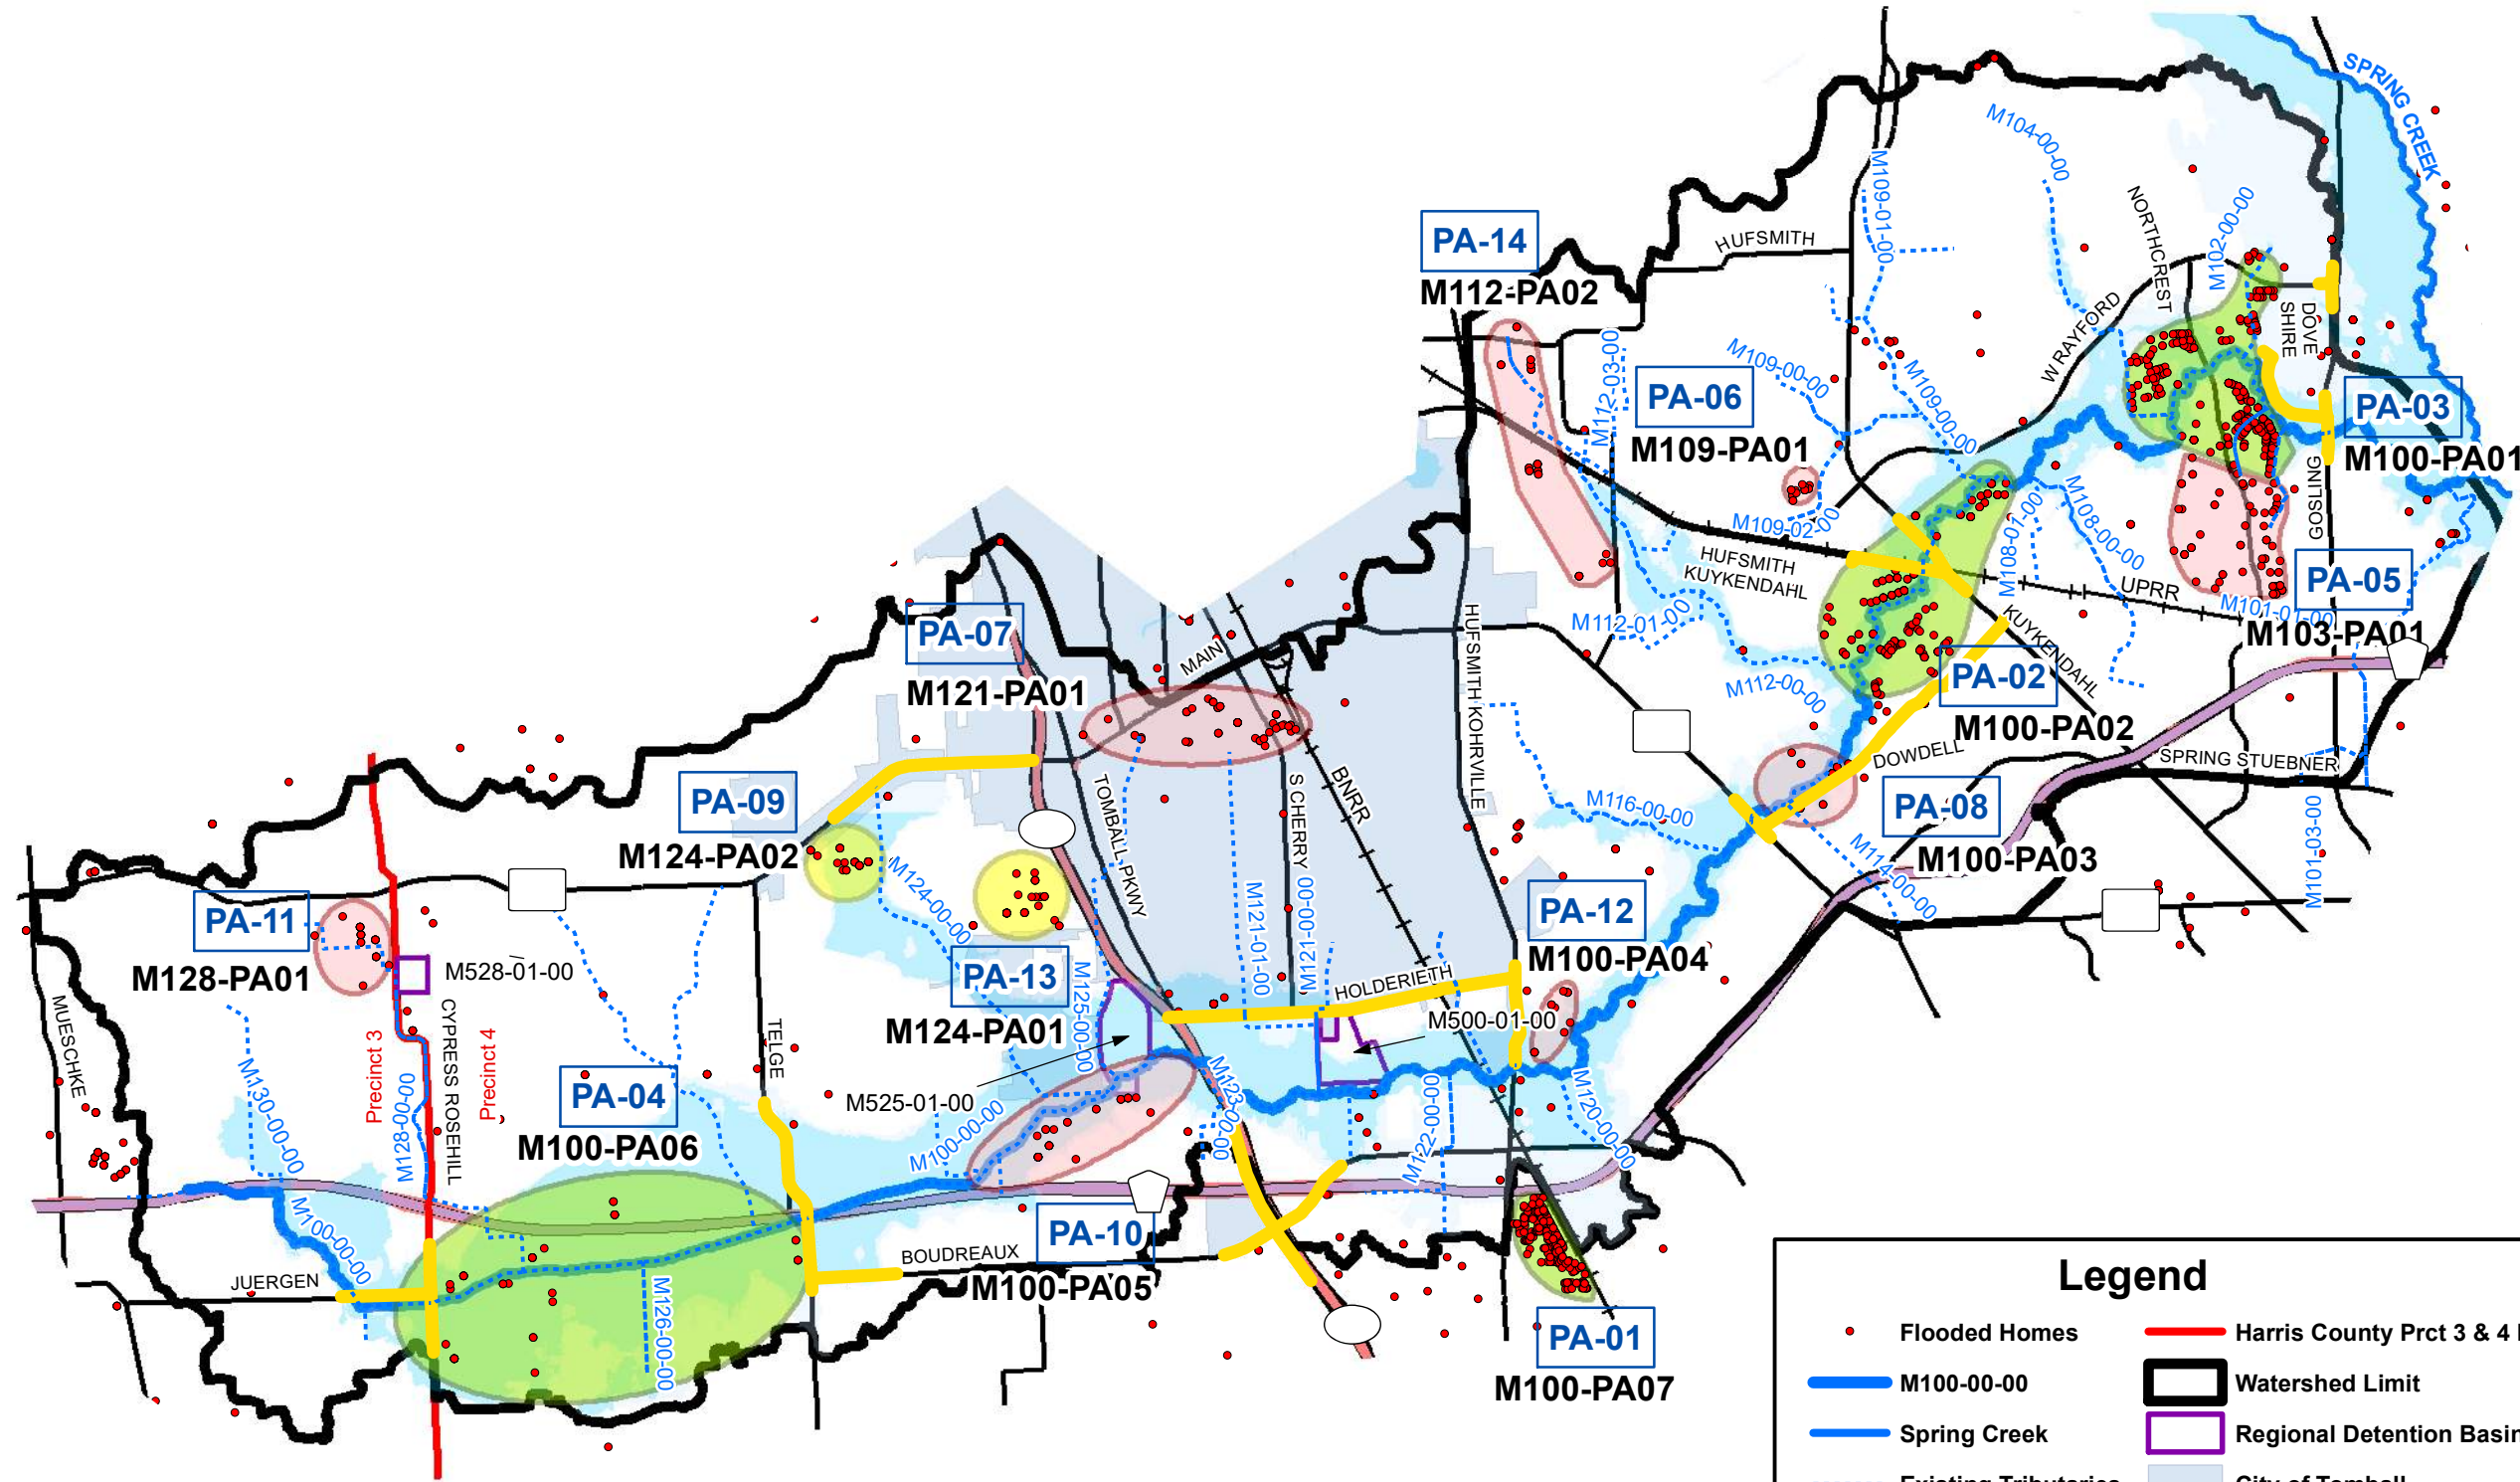 SPRING CREEK
M104-00-00
M109-01-00
NORTHCREST
M102-00-00
PA-14
HUFSMITH
M112-PA02
W RAYFORD
DOVE
SHIRE
M112-03-00
M109-00-00
M109-00-00
PA-06
M109-PA01
PA-03
M100-PA01
GOSLING
M109-02-00
M108-01-00
M108-00-00
HUFSMITH
KUYKENDAHL
UPRR
PA-05
M101-01-00
M103-PA01
M112-01-00
KUYKENDAHL
HUFSMITH KOHRVILLE
PA-07
MAIN
M121-PA01
M112-00-00
PA-02
M100-PA02
DOWDELL
SPRING STUEBNER
PA-09
M124-PA02
TOMBALL PKWY
S CHERRY
BNRR
M116-00-00
PA-08
M100-PA03
M114-00-00
M101-03-00
M124-00-00
M121-01-00
M121-00-00
PA-12
M100-PA04
PA-11
M128-PA01
M528-01-00
PA-13
M124-PA01
M125-00-00
HOLDERIETH
M500-01-00
MUESCHKE
Precinct 3
CYPRESS ROSEHILL
Precinct 4
TELGE
M130-00-00
M128-00-00
PA-04
M100-PA06
M525-01-00
M100-00-00
M122-00-00
M120-00-00
M100-00-00
PA-10
BOUDREAUX
M100-PA05
JUERGEN
M126-00-00
PA-01
M100-PA07
Legend
Flooded Homes
Harris County Prct 3 & 4
M100-00-00
Watershed Limit
Spring Creek
Regional Detention Basin
Existing Tributaries
City of Tomball